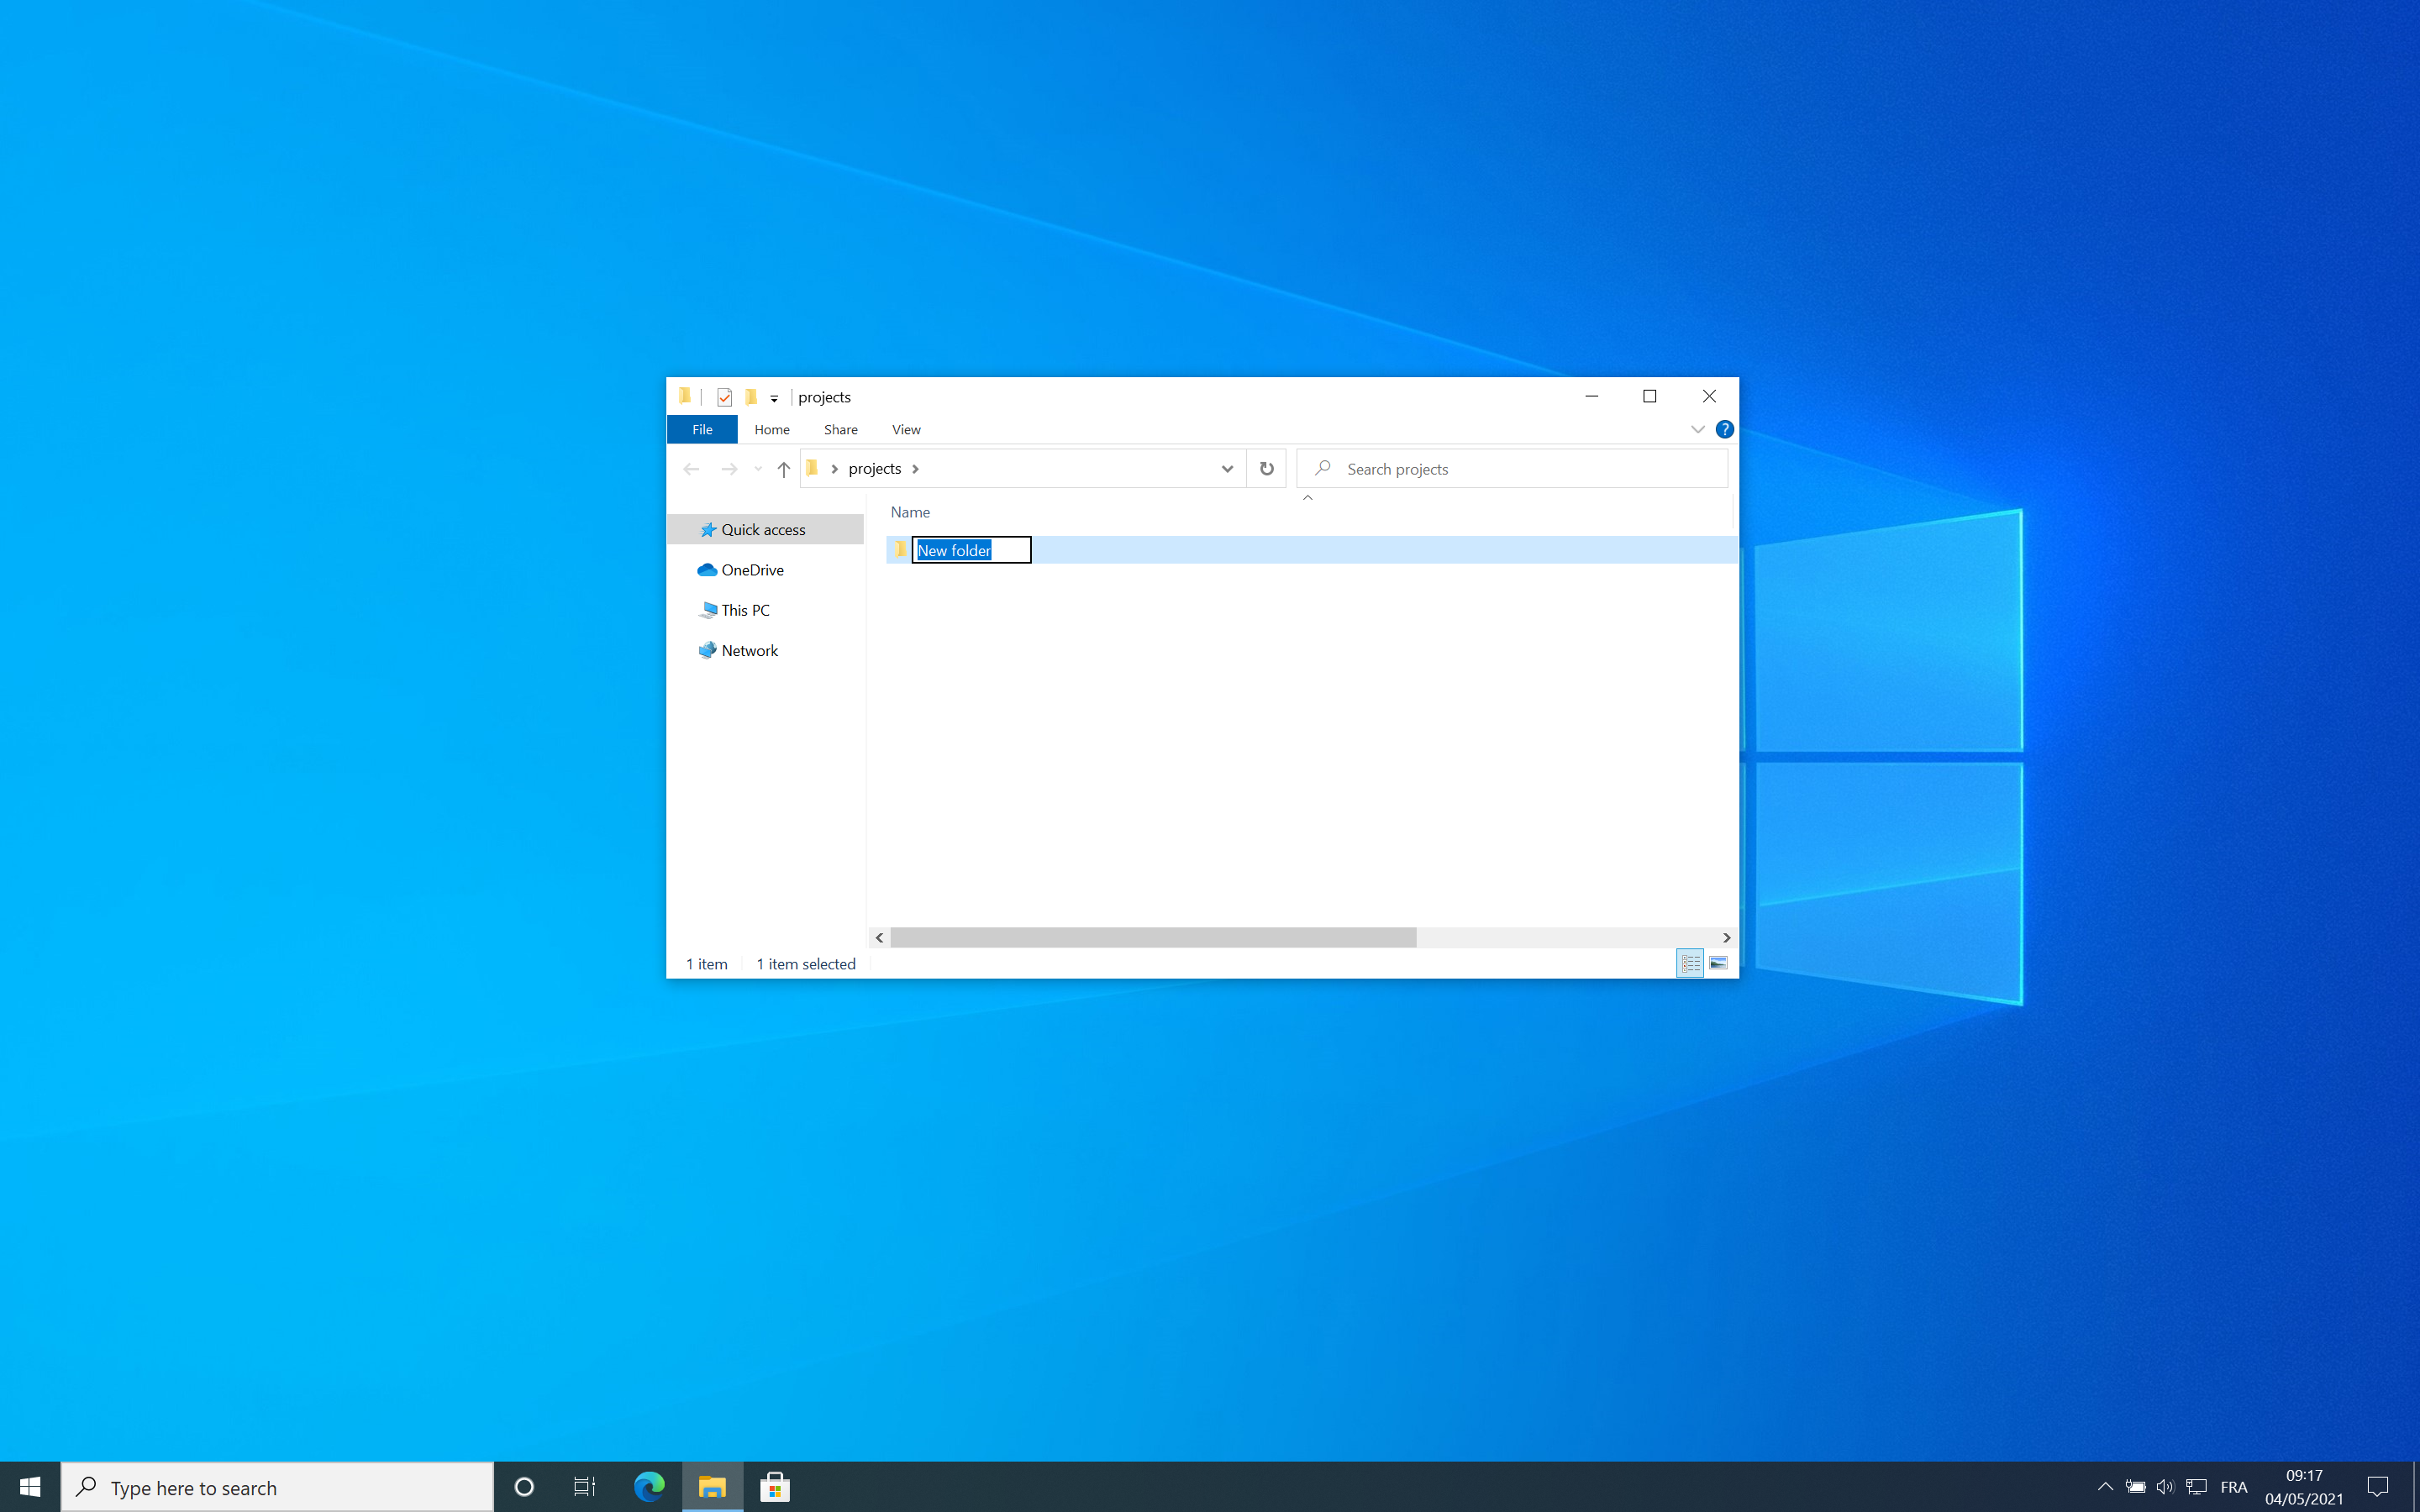 projects
File Home Share View
?
projects
Search projects
Name
Quick access
New folder
OneDrive
This PC
Network
1 item 1 item selected
Type here to search
FRA
09:17
04/05/2021